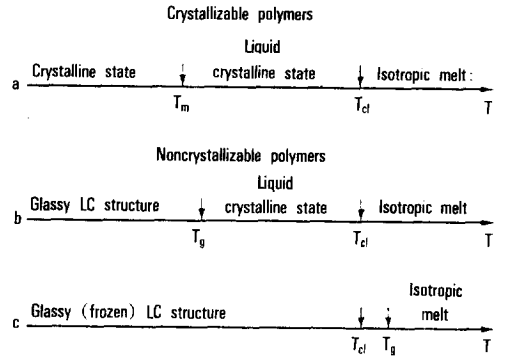 Crystallizable polymers
Liquid
Crystalline state crystalline state Isotropic melt :
a
Tm Tcl T
Noncrystallizable polymers
Liquid
Glassy LC structure crystalline state Isotropic melt
b
Tg Tcl T
Isotropic
Glassy (frozen) LC structure melt
c
Tcl Tg T